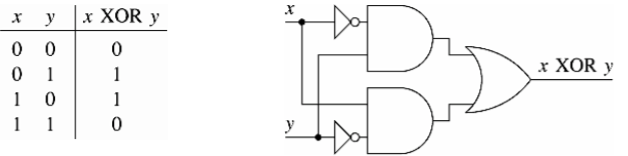 x y x XOR y
0 0 0
0 1 1
1 0 1
1 1 0
x
x XOR y
y